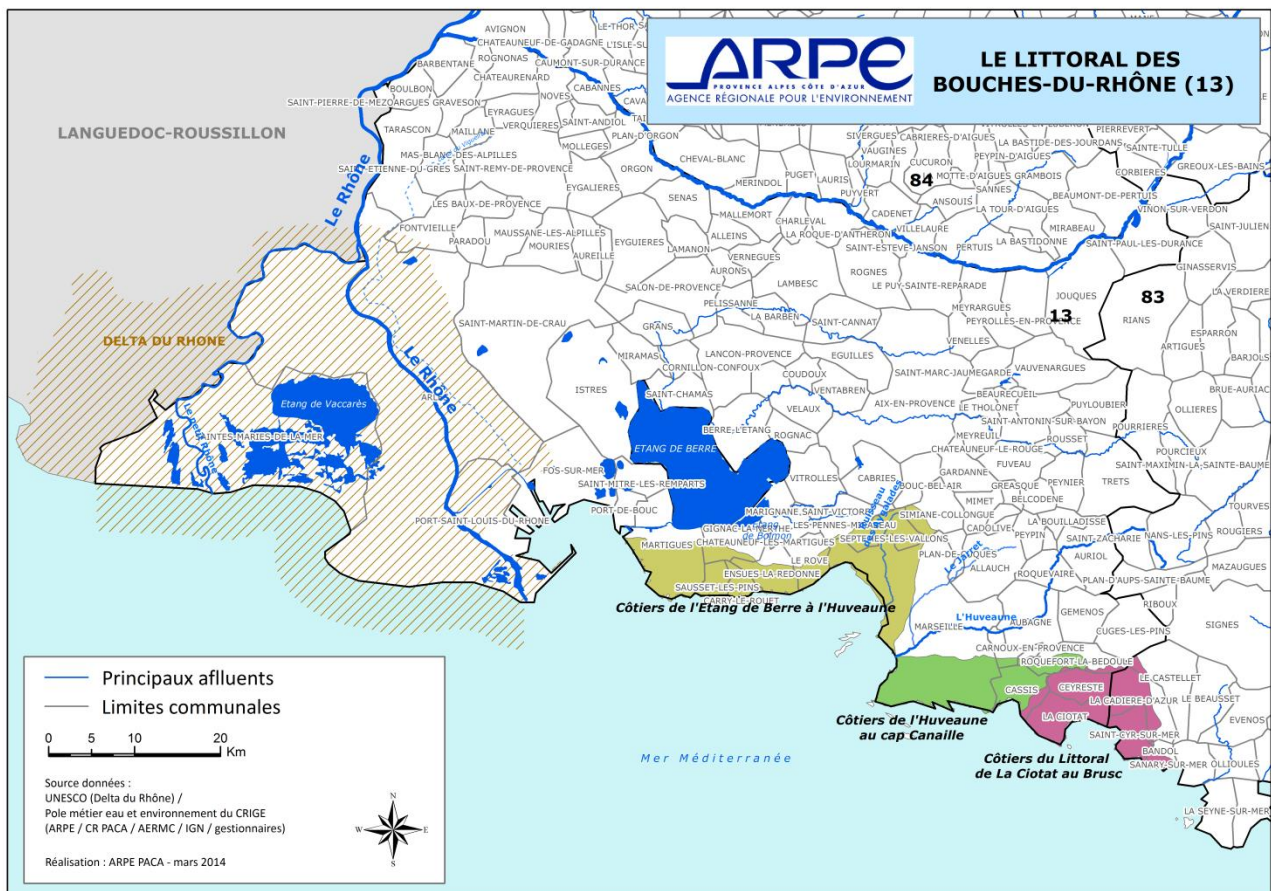 ARPE
PROVENCE ALPES CÔTE D'AZUR
AGENCE RÉGIONALE POUR L'ENVIRONNEMENT
LE LITTORAL DES
BOUCHES-DU-RHÔNE (13)
AVIGNON
LE THOR
CHATEAUNEUF-DE-GADAGNE
ROGNONAS
CAUMONT-SUR-DURANCE
BARBENTANE
CHATEAURENARD
CABANNES
BOULBON
NOVES
SAINT-PIERRE-DE-MEZOARGUES
GRAVESON
EYRAGUES
VERQUIERES
SAINT-ANDIOL
LANGUEDOC-ROUSSILLON
TARASCON
MAILLANE
PLAN-D'ORGON
MOLLEGES
MAS-BLANC-DES-ALPILLES
SAINT-ETIENNE-DU-GRES
SAINT-REMY-DE-PROVENCE
ORGON
CHEVAL-BLANC
EYGALIERES
SENAS
MERINDOL
PUGET
LAURIS
SIVERGUES
VAUGINES
LOURMARIN
PUYVERT
CABRIERES-D'AIGUES
CUCURON
LA BASTIDE-DES-JOURDANS
PEYPIN-D'AIGUES
LA MOTTE-D'AIGUES
GRAMBOIS
84
SANNES
ANSOUIS
CADENET
PIERREVERT
SAINTE-TULLE
CORBIERES
GREOUX-LES-BAINS
BEAUMONT-DE-PERTUIS
VINON-SUR-VERDON
LA TOUR-D'AIGUES
MIRABEAU
SAINT-JULIEN
Le Rhône
LES BAUX-DE-PROVENCE
FONTVIEILLE
PARADOU
MAUSSANE-LES-ALPILLES
MOURIES
AUREILLE
EYGUIERES
LAMANON
ALLEINS
MALLEMORT
CHARLEVAL
LA ROQUE-D'ANTHERON
VILLELAURE
SAINT-ESTEVE-JANSON
PERTUIS
LA BASTIDONNE
SAINT-PAUL-LES-DURANCE
VERNEGUES
AURONS
ROGNES
LE PUY-SAINTE-REPARADE
GINASSERVIS
SALON-DE-PROVENCE
LAMBESC
PELISSANNE
LA BARBEN
MEYRARGUES
JOUQUES
13
PEYROLLES-EN-PROVENCE
83
RIANS
LA VERDIERE
ESPARRON
DELTA DU RHØNE
SAINT-MARTIN-DE-CRAU
GRANS
SAINT-CANNAT
VENELLES
ARTIGUES
BARJOLS
MIRAMAS
LANCON-PROVENCE
CORNILLON-CONFOUX
EGUILLES
SAINT-MARC-JAUMEGARDE
VAUVENARGUES
COUDOUX
Le Rhône
ISTRES
SAINT-CHAMAS
VENTABREN
BEAURECUEIL
PUYLOUBIER
BRUE-AURIAC
Etang de Vaccarès
VELAUX
AIX-EN-PROVENCE
LE THOLONET
OLLIERES
SAINT-ANTONIN-SUR-BAYON
POURRIERES
Le petit Rhône
BERRE-L'ETANG
ROGNAC
MEYREUIL
ROUSSET
ETANG DE BERRE
CHATEAUNEUF-LE-ROUGE
POURCIEUX
FUVEAU
SAINT-MAXIMIN-LA-SAINTE-BAUME
FOS-SUR-MER
SAINT-MITRE-LES-REMPARTS
VITROLLES
CABRIES
GARDANNE
BOUC-BEL-AIR
GREASQUE
PEYNIER
TRETS
MIMET
BELCODENE
PORT-DE-BOUC
MARIGNANE
SAINT-VICTORET
SIMIANE-COLLONGUE
TOURVES
PORT-SAINT-LOUIS-DU-RHONE
GIGNAC-LA-NERTHE
LES PENNES-MIRABEAU
Ruisseau
des Aygalades
CADOLIVE
LA BOUILLADISSE
MARTIGUES
CHATEAUNEUF-LES-MARTIGUES
SEPTEMES-LES-VALLONS
PEYPIN
SAINT-ZACHARIE
NANS-LES-PINS
ROUGIERS
LE ROVE
Le Jarret
AURIOL
ENSUES-LA-REDONNE
ALLAUCH
ROQUEVAIRE
MAZAUGUES
SAUSSET-LES-PINS
PLAN-D'AUPS-SAINTE-BAUME
CARRY-LE-ROUET
Côtiers de l'Etang de Berre à l'Huveaune
L'Huveaune
MARSEILLE
AUBAGNE
GEMENOS
RIBOUX
CUGES-LES-PINS
SIGNES
CARNOUX-EN-PROVENCE
ROQUEFORT-LA-BEDOULE
CASSIS
CEYRESTE
LE CASTELLET
LA CADIERE-D'AZUR
LE BEAUSSET
LA CIOTAT
EVENOS
Côtiers de l'Huveaune
au cap Canaille
SAINT-CYR-SUR-MER
BANDOL
Côtiers du Littoral
de La Ciotat au Brusc
SANARY-SUR-MER
OLLIOULES
LA SEYNE-SUR-MER
Mer Méditerranée
Principaux aflluents
Limites communales
0 5 10 20
Km
Source données :
UNESCO (Delta du Rhône) /
Pole métier eau et environnement du CRIGE
(ARPE / CR PACA / AERMC / IGN / gestionnaires)
N
W E
S
Réalisation : ARPE PACA - mars 2014